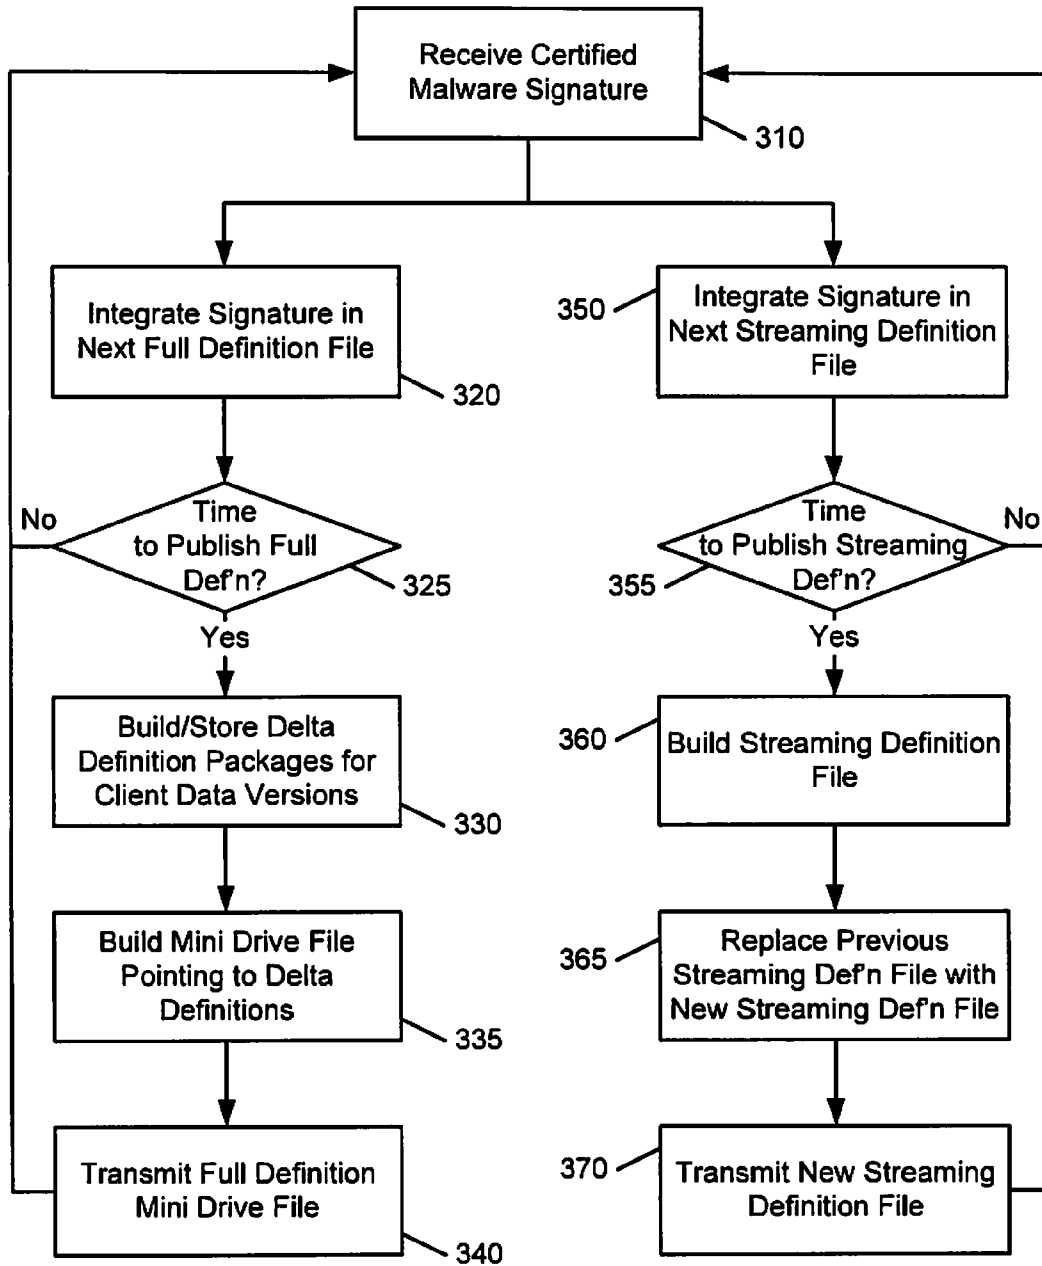 Receive Certified
Malware Signature
310
Integrate Signature in
Next Full Definition File
320
Time
to Publish Full
Def'n?
No
325
Yes
Build/Store Delta
Definition Packages for
Client Data Versions
330
Build Mini Drive File
Pointing to Delta
Definitions
335
Transmit Full Definition
Mini Drive File
340
350
Integrate Signature in
Next Streaming Definition
File
Time
to Publish Streaming
Def'n?
No
355
Yes
360
Build Streaming Definition
File
365
Replace Previous
Streaming Def'n File with
New Streaming Def'n File
370
Transmit New Streaming
Definition File